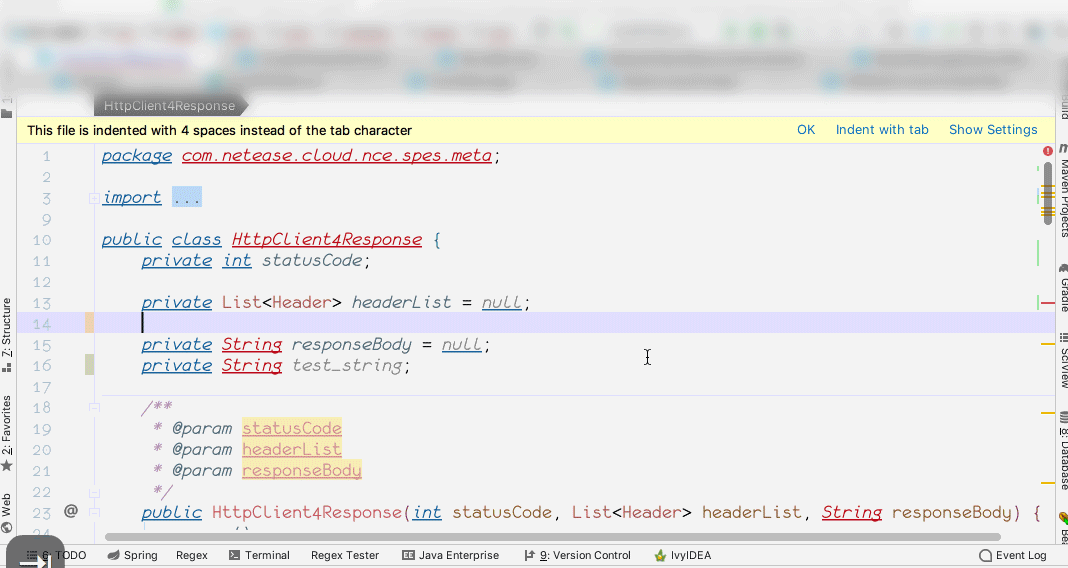 HttpClient4Response
This file is indented with 4 spaces instead of the tab character OK Indent with tab Show Settings
1 package com.netease.cloud.nce.spes.meta;
2
3 import ...
9
10 public class HttpClient4Response {
11 private int statusCode;
12
13 private List<Header> headerList = null;
14
15 private String responseBody = null;
16 private String test_string;
17
18 /**
19 * @param statusCode
20 * @param headerList
21 * @param responseBody
22 */
23 @ public HttpClient4Response(int statusCode, List<Header> headerList, String responseBody) {
7: Structure
2: Favorites
Web
Maven Projects
Gradle
SciView
8: Database
6: TODO Spring Regex Terminal Regex Tester Java Enterprise 9: Version Control IvyIDEA Event Log